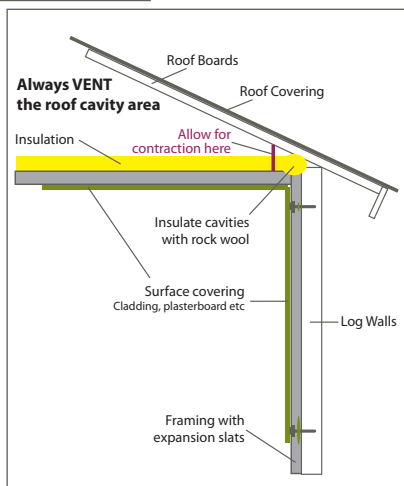 Roof Boards
Always VENT
the roof cavity area
Roof Covering
Insulation
Allow for
contraction here
Insulate cavities
with rock wool
Surface covering
Cladding, plasterboard etc
Log Walls
Framing with
expansion slats